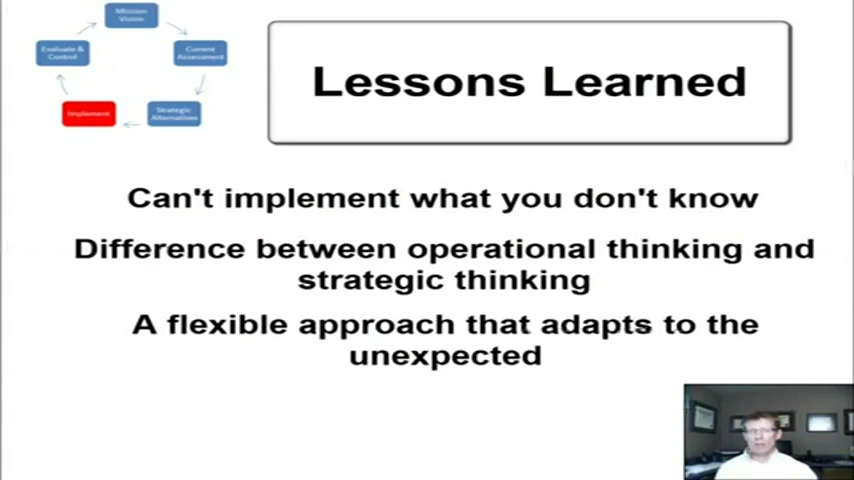 Mission
Vision
Evaluate &
Control
Current
Assessment
Implement
Strategic
Alternatives
Lessons Learned
Can't implement what you don't know
Difference between operational thinking and
strategic thinking
A flexible approach that adapts to the
unexpected